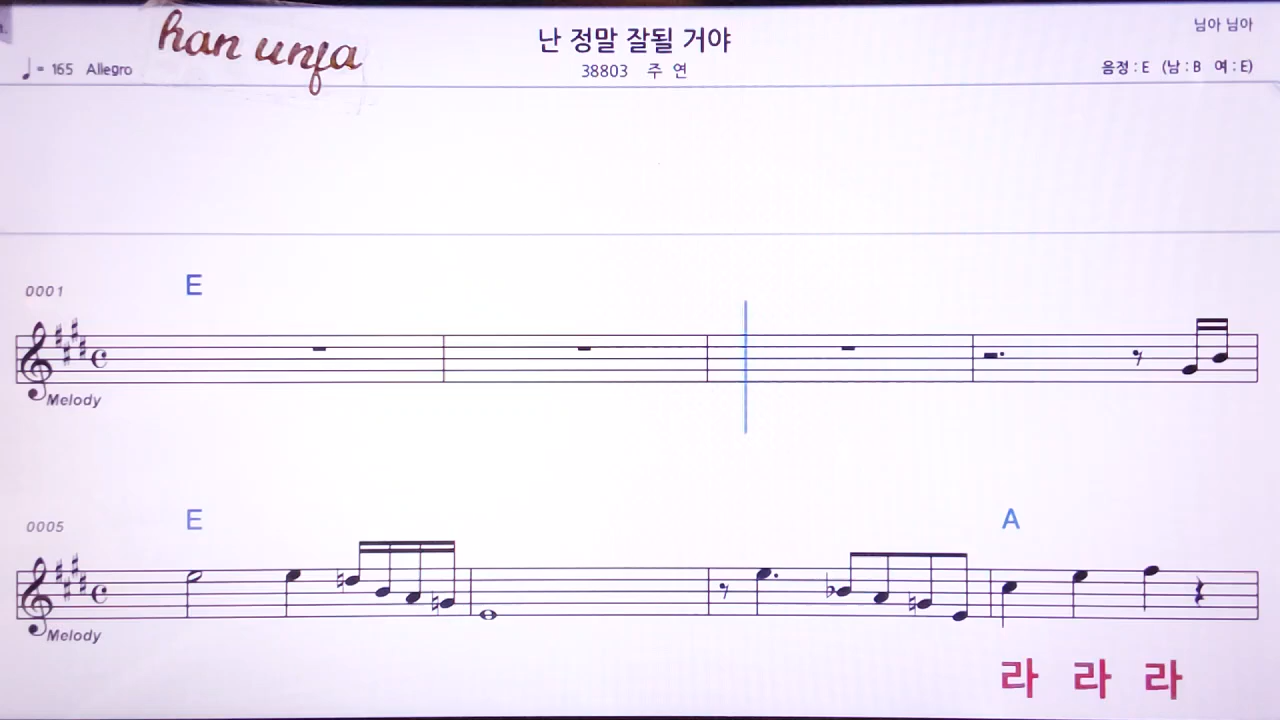 han unfa
난 정말 잘될 거야
님아 님아
♩= 165 Allegro
38803 주 연
음정 : E (남 : B 여 : E)
0001 E
Melody
0005 E A
Melody
라 라 라